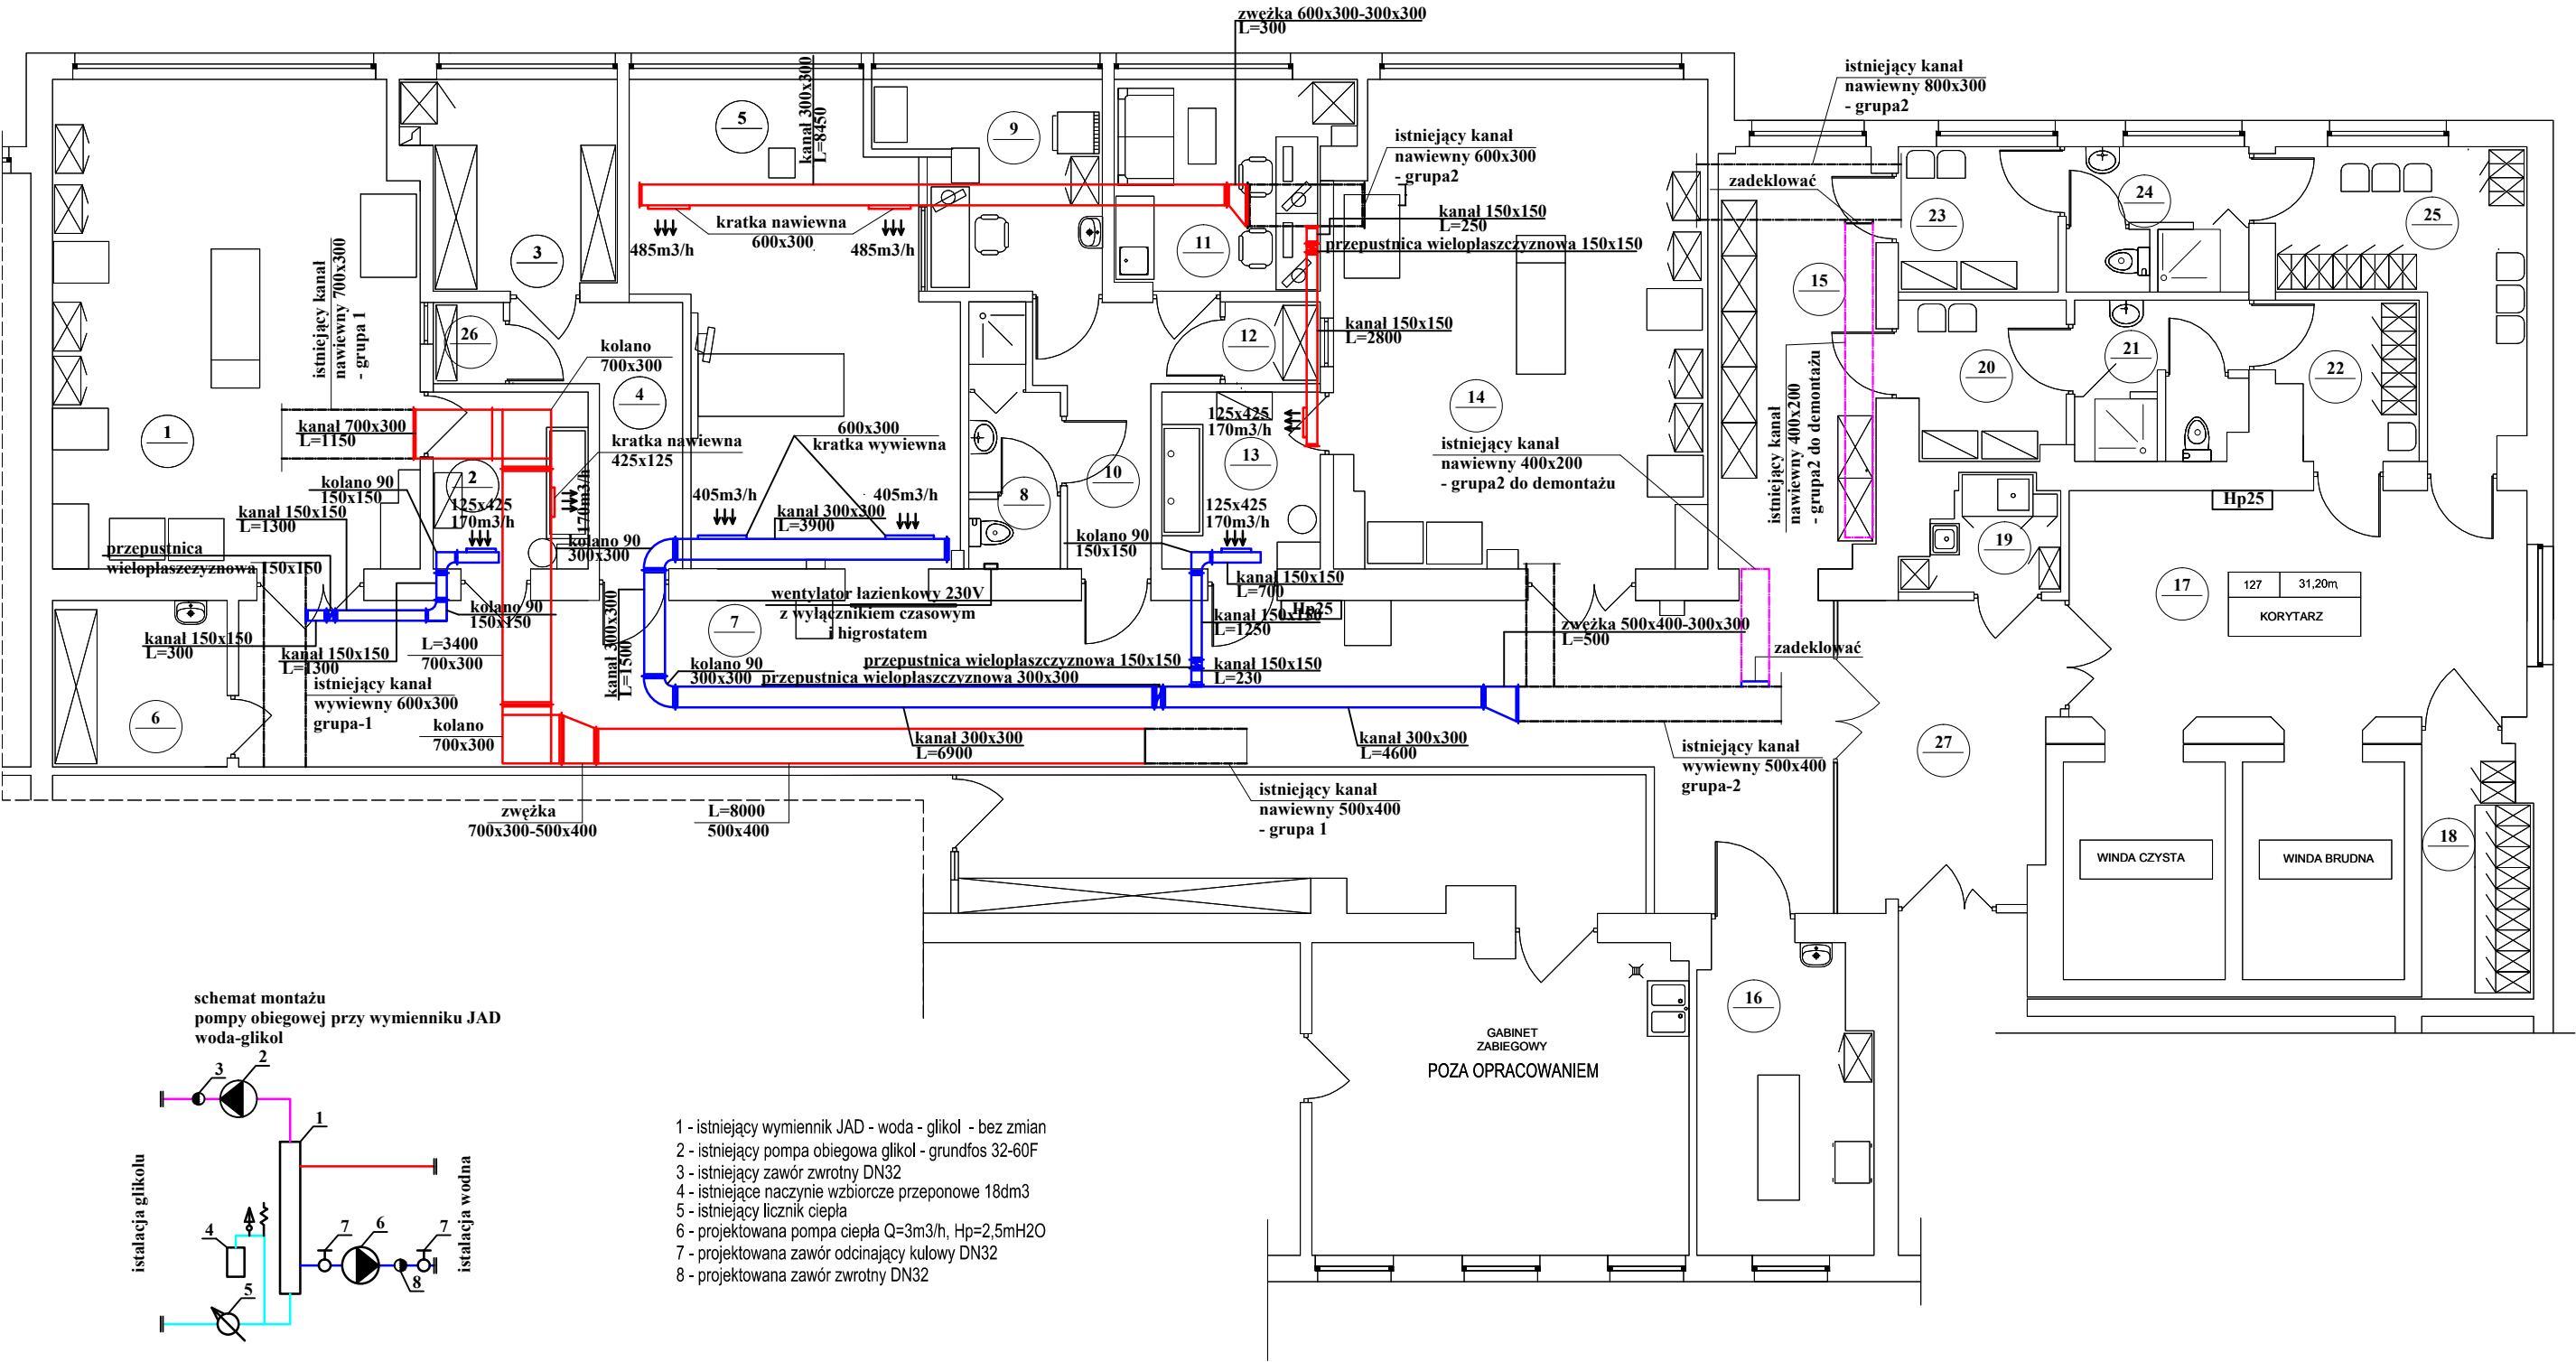 zwężka 600x300-300x300
L=300
istniejący kanał
nawiewny 800x300
- grupa2
kanał 300x300
L=8450
5
9
istniejący kanał
nawiewny 600x300
- grupa2
zadeklować
24
23
25
kratka nawiewna
600x300
485m3/h
485m3/h
kanał 150x150
L=250
przepustnica wielopłaszczyznowa 150x150
3
11
15
istniejący kanał
nawiewny 700x300
- grupa 1
26
kolano
700x300
12
kanał 150x150
L=2800
21
20
22
4
14
istniejący kanał
nawiewny 400x200
- grupa2 do demontażu
1
kanał 700x300
L=1150
kratka nawiewna
425x125
600x300
kratka wywiewna
125x425
170m3/h
13
istniejący kanał
nawiewny 400x200
- grupa2 do demontażu
2
kolano 90
150x150
125x425
170m3/h
170m3/h
405m3/h
405m3/h
10
8
125x425
170m3/h
Hp25
kanał 150x150
L=1300
kanał 300x300
L=3900
przepustnica
wielopłaszezyznowa 150x150
kolano 90
300x300
kolano 90
150x150
19
kanał 150x150
L=700
wentylator łazienkowy 230V
z wyłącznikiem czasowym
i higrostatem
Hp25
kanał 150x150
L=1250
17
127
31,20m
KORYTARZ
kolano 90
150x150
kanał 150x150
L=300
kanał 150x150
L=1300
L=3400
700x300
kanał 300x300
L=1500
7
zwężka 500x400-300x300
L=500
zadeklować
kolano 90
300x300
przepustnica wielopłaszczyznowa 150x150
przepustnica wielopłaszczyznowa 300x300
kanał 150x150
L=230
istniejący kanał
wywiewny 600x300
grupa-1
6
kolano
700x300
kanał 300x300
L=6900
kanał 300x300
L=4600
istniejący kanał
wywiewny 500x400
grupa-2
27
zwężka
700x300-500x400
L=8000
500x400
istniejący kanał
nawiewny 500x400
- grupa 1
WINDA CZYSTA
WINDA BRUDNA
18
16
GABINET
ZABIEGOWY
POZA OPRACOWANIEM
schemat montażu
pompy obiegowej przy wymienniku JAD
woda-glikol
2
3
1
istalacja glikolu
istalacja wodna
4
7
6
7
5
8
1 - istniejący wymiennik JAD - woda - glikol - bez zmian
2 - istniejący pompa obiegowa glikol - grundfos 32-60F
3 - istniejący zawór zwrotny DN32
4 - istniejące naczynie wzbiorcze przeponowe 18dm3
5 - istniejący licznik ciepła
6 - projektowana pompa ciepła Q=3m3/h, Hp=2,5mH2O
7 - projektowana zawór odcinający kulowy DN32
8 - projektowana zawór zwrotny DN32